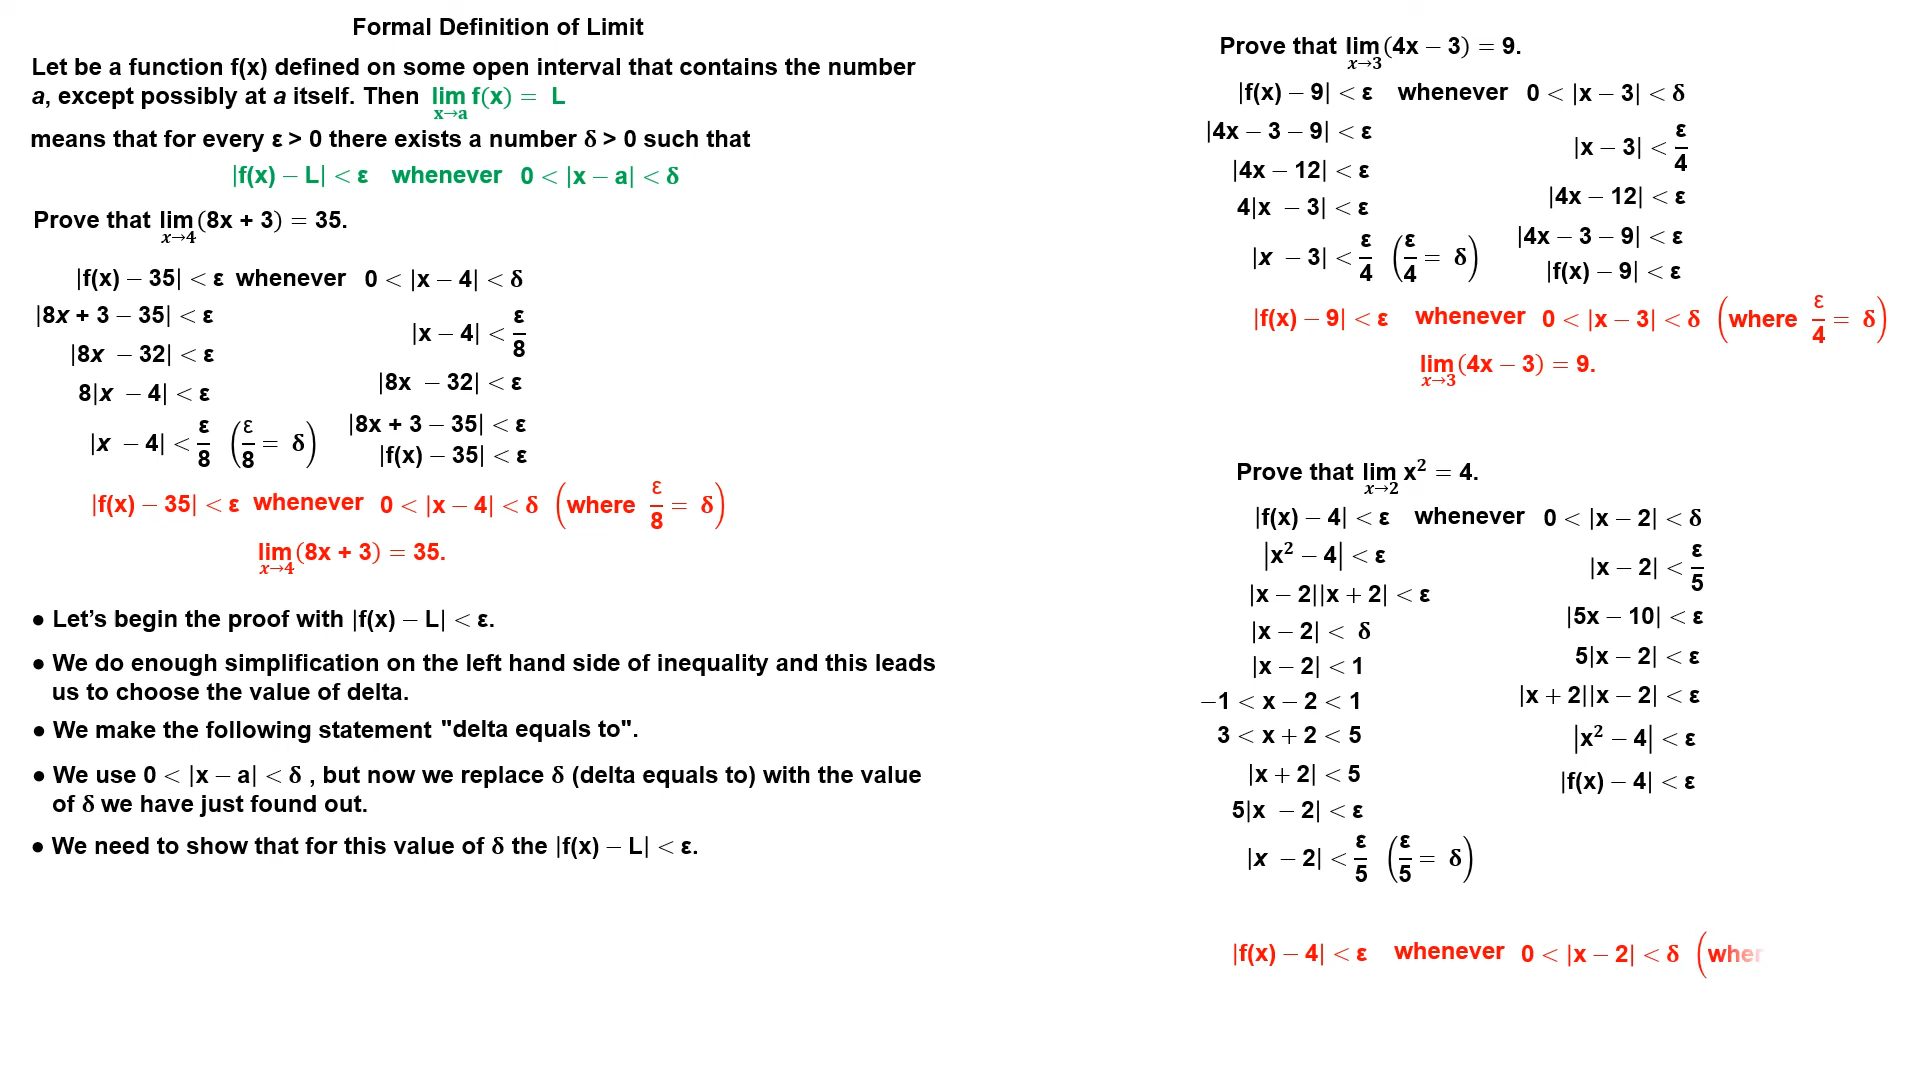 Formal Definition of Limit
Let be a function f(x) defined on some open interval that contains the number
a, except possibly at a itself. Then lim x→a f(x) = L
means that for every ε > 0 there exists a number δ > 0 such that
|f(x) − L| < ε whenever 0 < |x − a| < δ
Prove that lim x→4 (8x + 3) = 35.
|f(x) − 35| < ε whenever 0 < |x − 4| < δ
|8x + 3 − 35| < ε
|8x − 32| < ε
8|x − 4| < ε
|x − 4| < ε/8 (ε/8 = δ)
|x − 4| < ε/8
|8x − 32| < ε
|8x + 3 − 35| < ε
|f(x) − 35| < ε
|f(x) − 35| < ε whenever 0 < |x − 4| < δ (where ε/8 = δ)
lim x→4 (8x + 3) = 35.
● Let’s begin the proof with |f(x) − L| < ε.
● We do enough simplification on the left hand side of inequality and this leads
us to choose the value of delta.
● We make the following statement "delta equals to".
● We use 0 < |x − a| < δ , but now we replace δ (delta equals to) with the value
of δ we have just found out.
● We need to show that for this value of δ the |f(x) − L| < ε.
Prove that lim x→3 (4x − 3) = 9.
|f(x) − 9| < ε whenever 0 < |x − 3| < δ
|4x − 3 − 9| < ε
|4x − 12| < ε
4|x − 3| < ε
|x − 3| < ε/4 (ε/4 = δ)
|x − 3| < ε/4
|4x − 12| < ε
|4x − 3 − 9| < ε
|f(x) − 9| < ε
|f(x) − 9| < ε whenever 0 < |x − 3| < δ (where ε/4 = δ)
lim x→3 (4x − 3) = 9.
Prove that lim x→2 x² = 4.
|f(x) − 4| < ε whenever 0 < |x − 2| < δ
|x² − 4| < ε
|x − 2||x + 2| < ε
|x − 2| < δ
|x − 2| < 1
−1 < x − 2 < 1
3 < x + 2 < 5
|x + 2| < 5
5|x − 2| < ε
|x − 2| < ε/5 (ε/5 = δ)
|x − 2| < ε/5
|5x − 10| < ε
5|x − 2| < ε
|x + 2||x − 2| < ε
|x² − 4| < ε
|f(x) − 4| < ε
|f(x) − 4| < ε whenever 0 < |x − 2| < δ (wher